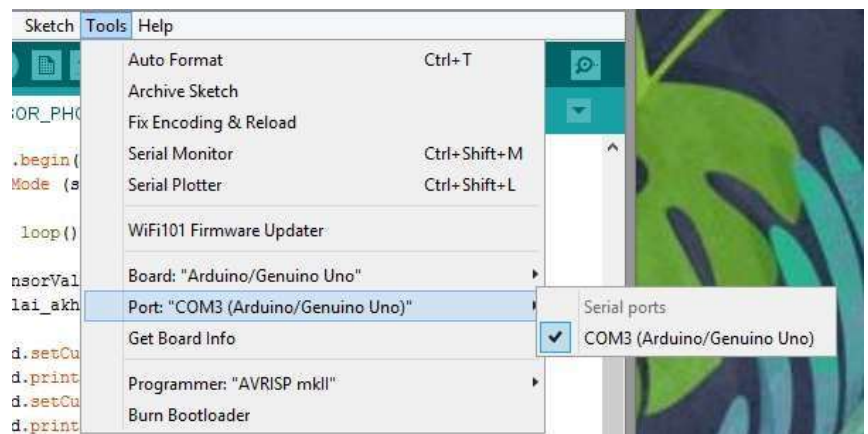 Sketch Tools Help
Auto Format Ctrl+T
Archive Sketch
Fix Encoding & Reload
Serial Monitor Ctrl+Shift+M
Serial Plotter Ctrl+Shift+L
WiFi101 Firmware Updater
Board: "Arduino/Genuino Uno"
Port: "COM3 (Arduino/Genuino Uno)"
Serial ports
COM3 (Arduino/Genuino Uno)
Get Board Info
Programmer: "AVRISP mkII"
Burn Bootloader
OR_PHO
.begin(
Mode (s
loop()
nsorVal
lai_akh
d.setCu
d.print
d.setCu
d.print